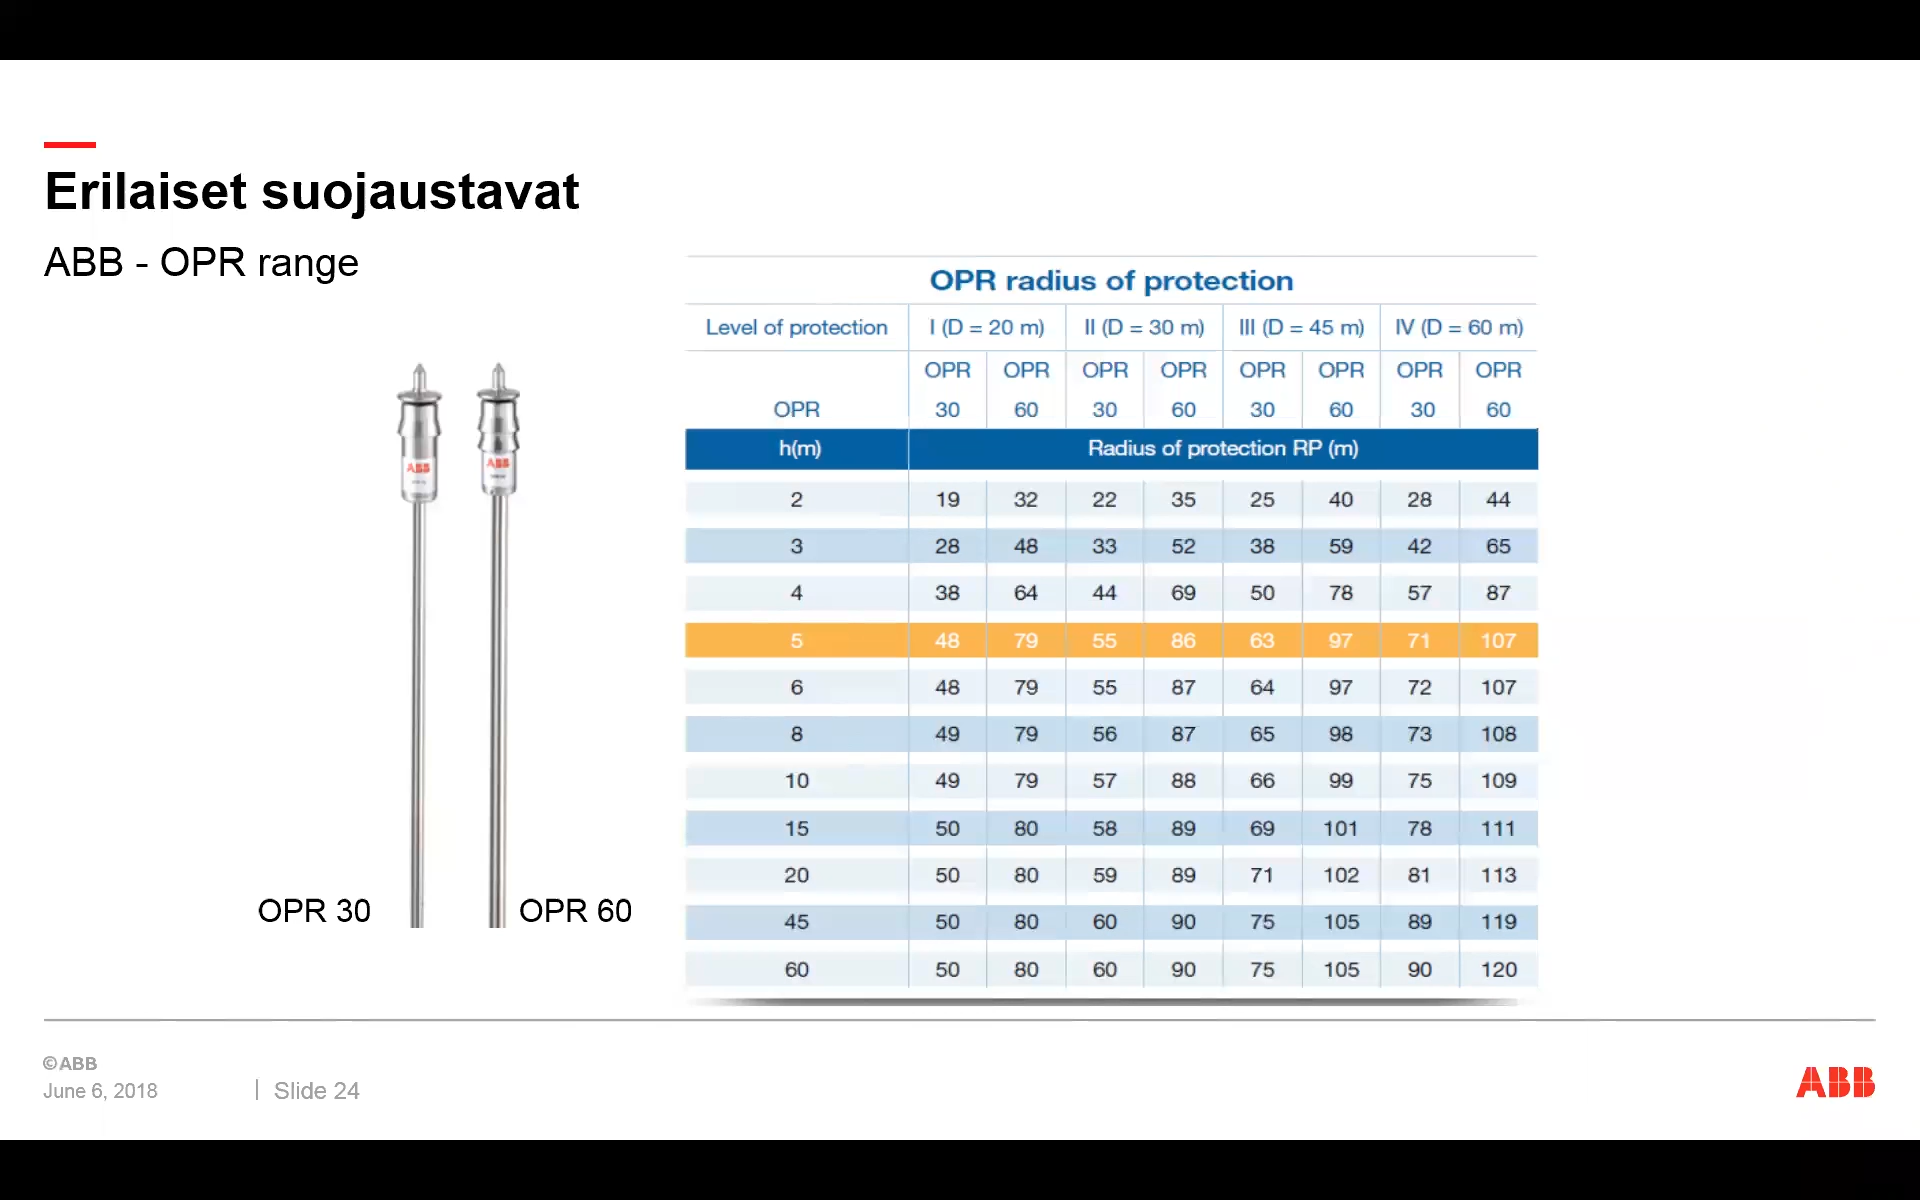 Erilaiset suojaustavat
ABB - OPR range
OPR radius of protection
Level of protection I (D = 20 m) II (D = 30 m) III (D = 45 m) IV (D = 60 m)
OPR OPR OPR OPR OPR OPR OPR OPR
OPR 30 60 30 60 30 60 30 60
h(m) Radius of protection RP (m)
2 19 32 22 35 25 40 28 44
3 28 48 33 52 38 59 42 65
4 38 64 44 69 50 78 57 87
5 48 79 55 86 63 97 71 107
6 48 79 55 87 64 97 72 107
8 49 79 56 87 65 98 73 108
10 49 79 57 88 66 99 75 109
15 50 80 58 89 69 101 78 111
20 50 80 59 89 71 102 81 113
45 50 80 60 90 75 105 89 119
60 50 80 60 90 75 105 90 120
ABB ABB
OPR 30 OPR 60
©ABB
June 6, 2018 | Slide 24
ABB